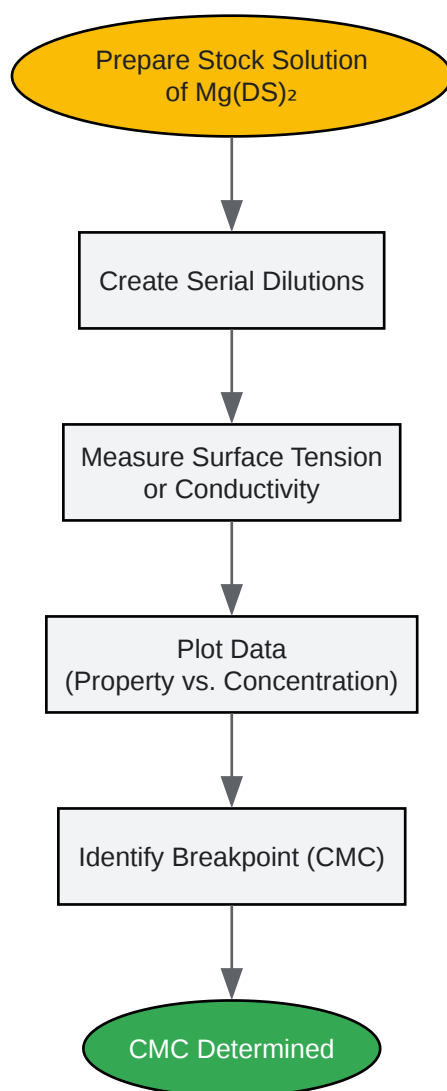 Prepare Stock Solution
of Mg(DS)₂
Create Serial Dilutions
Measure Surface Tension
or Conductivity
Plot Data
(Property vs. Concentration)
Identify Breakpoint (CMC)
CMC Determined